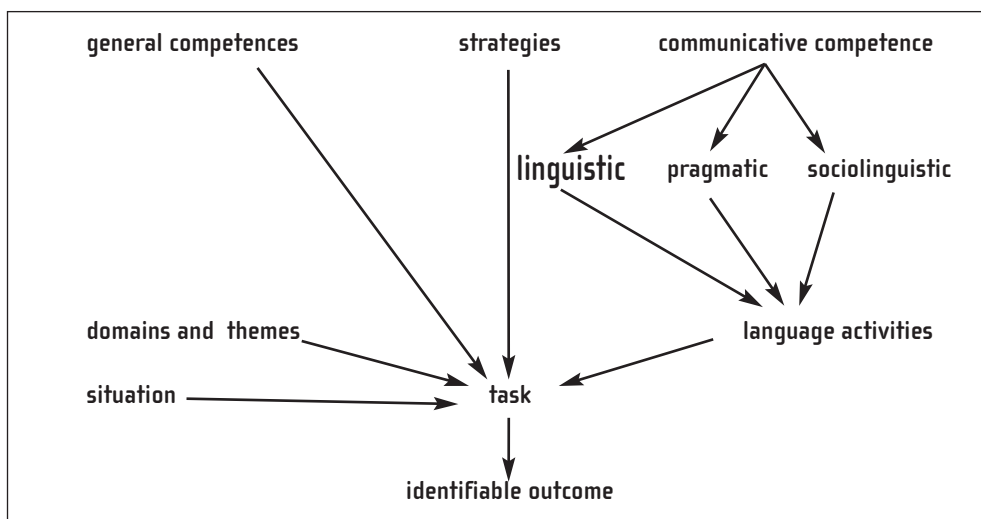 general competences strategies communicative competence
linguistic pragmatic sociolinguistic
domains and themes language activities
situation task
identifiable outcome